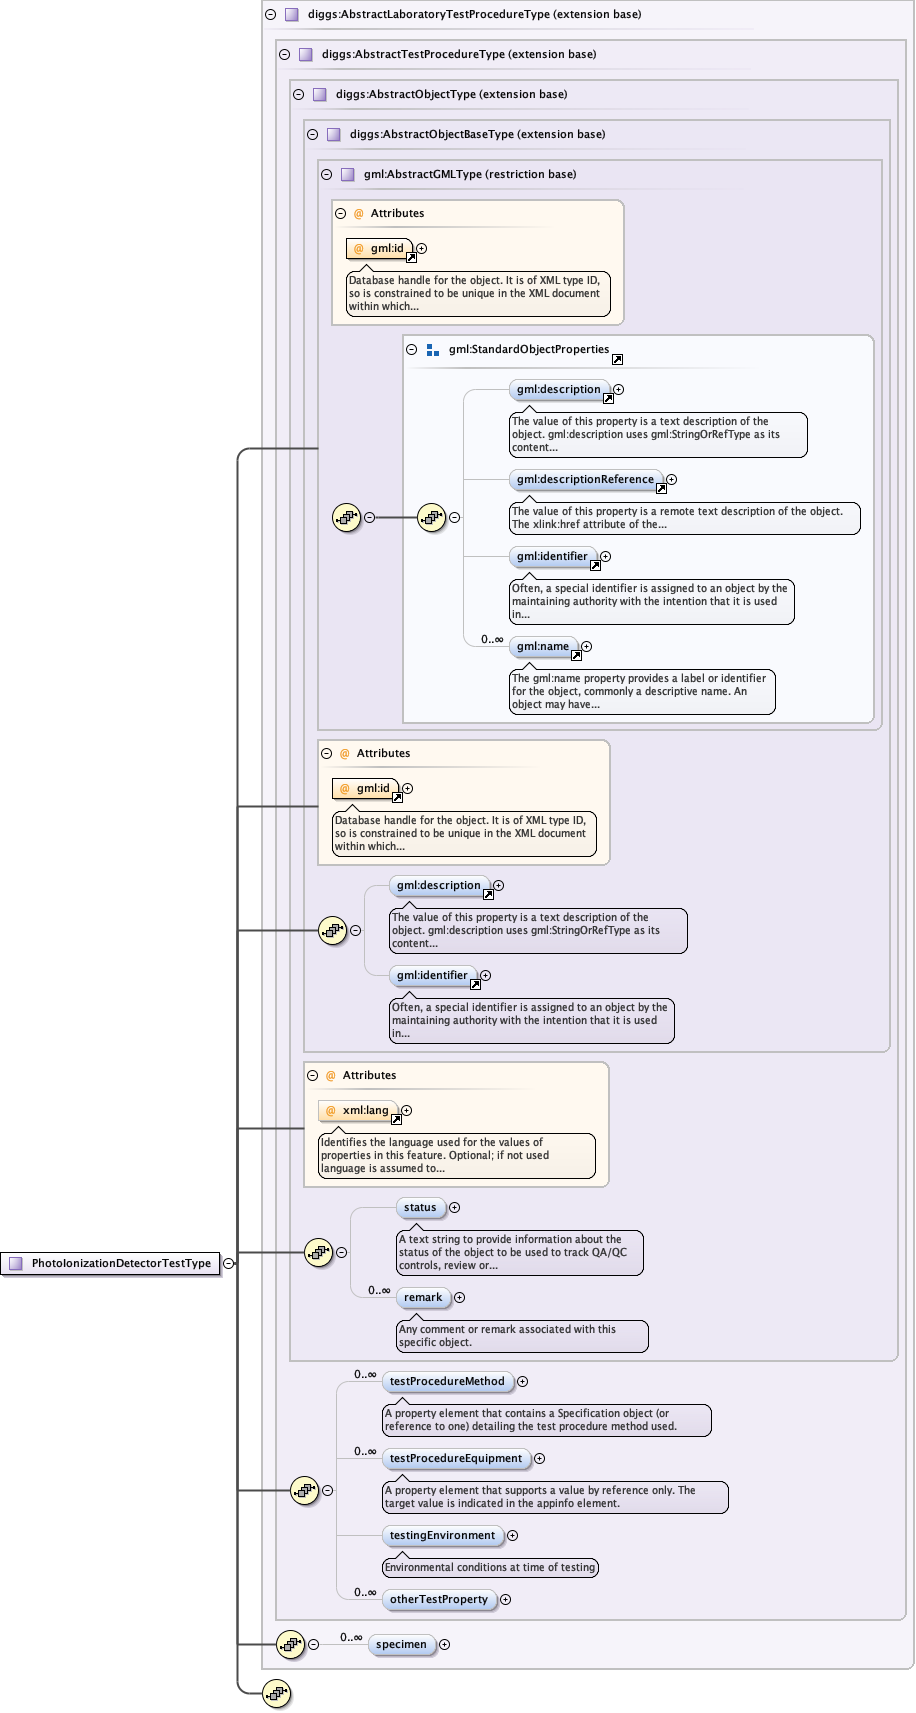 diggs:AbstractLaboratoryTestProcedureType (extension base)
diggs:AbstractTestProcedureType (extension base)
diggs:AbstractObjectType (extension base)
diggs:AbstractObjectBaseType (extension base)
gml:AbstractGMLType (restriction base)
@ Attributes
@ gml:id
Database handle for the object. It is of XML type ID,
so is constrained to be unique in the XML document
within which...
gml:StandardObjectProperties
gml:description
The value of this property is a text description of the
object. gml:description uses gml:StringOrRefType as its
content...
gml:descriptionReference
The value of this property is a remote text description of the object.
The xlink:href attribute of the...
gml:identifier
Often, a special identifier is assigned to an object by the
maintaining authority with the intention that it is used
in...
0..∞
gml:name
The gml:name property provides a label or identifier
for the object, commonly a descriptive name. An
object may have...
@ Attributes
@ gml:id
Database handle for the object. It is of XML type ID,
so is constrained to be unique in the XML document
within which...
gml:description
The value of this property is a text description of the
object. gml:description uses gml:StringOrRefType as its
content...
gml:identifier
Often, a special identifier is assigned to an object by the
maintaining authority with the intention that it is used
in...
@ Attributes
@ xml:lang
Identifies the language used for the values of
properties in this feature. Optional; if not used
language is assumed to...
status
A text string to provide information about the
status of the object to be used to track QA/QC
controls, review or...
PhotoIonizationDetectorTestType
0..∞
remark
Any comment or remark associated with this
specific object.
0..∞
testProcedureMethod
A property element that contains a Specification object (or
reference to one) detailing the test procedure method used.
0..∞
testProcedureEquipment
A property element that supports a value by reference only. The
target value is indicated in the appinfo element.
testingEnvironment
Environmental conditions at time of testing
0..∞
otherTestProperty
0..∞
specimen